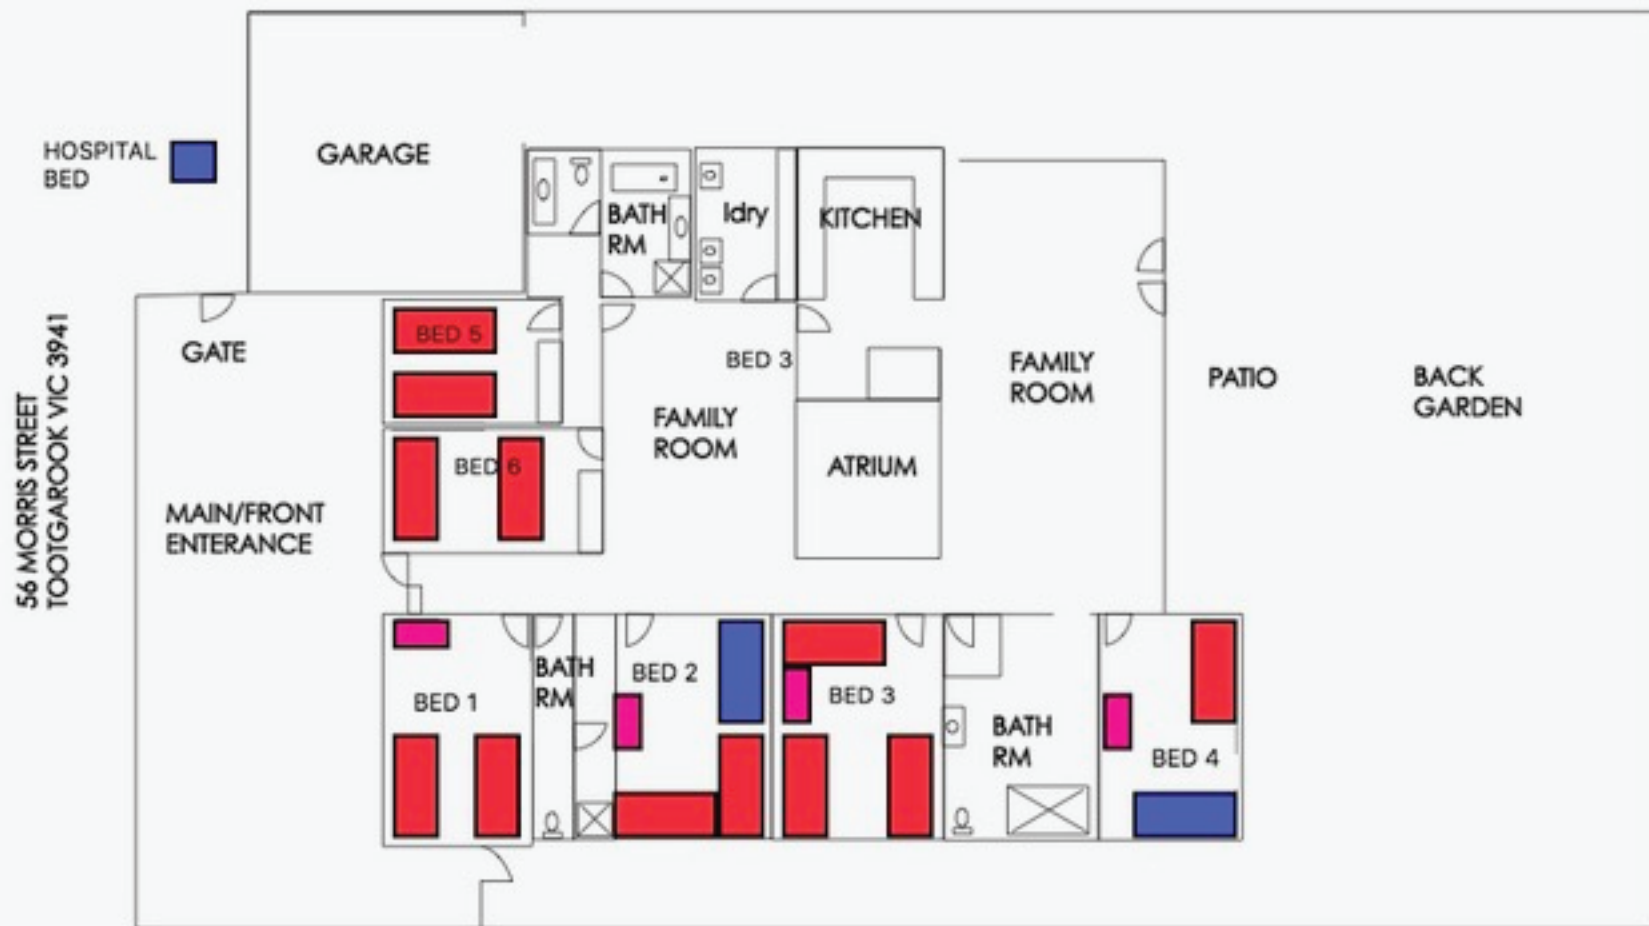 HOSPITAL
BED
GARAGE
BATH
RM
ldry
KITCHEN
56 MORRIS STREET
TOOTGAROOK VIC 3941
GATE
BED 5
BED 3
FAMILY
ROOM
FAMILY
ROOM
PATIO
BACK
GARDEN
BED 6
ATRIUM
MAIN/FRONT
ENTERANCE
BED 1
BATH
RM
BED 2
BED 3
BATH
RM
BED 4